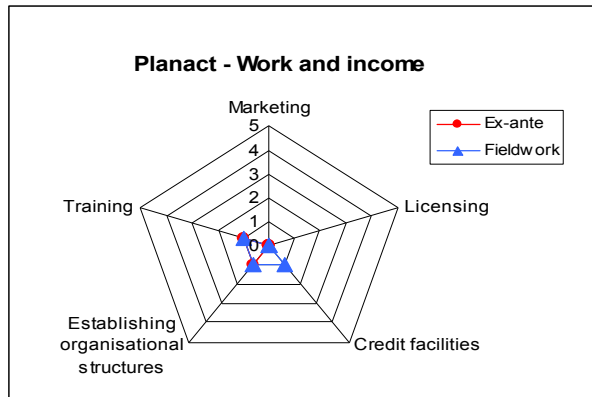 Planact - Work and income
Marketing
5
4
3
2
1
0
Ex-ante
Fieldwork
Training
Licensing
Establishing
organisational
structures
Credit facilities